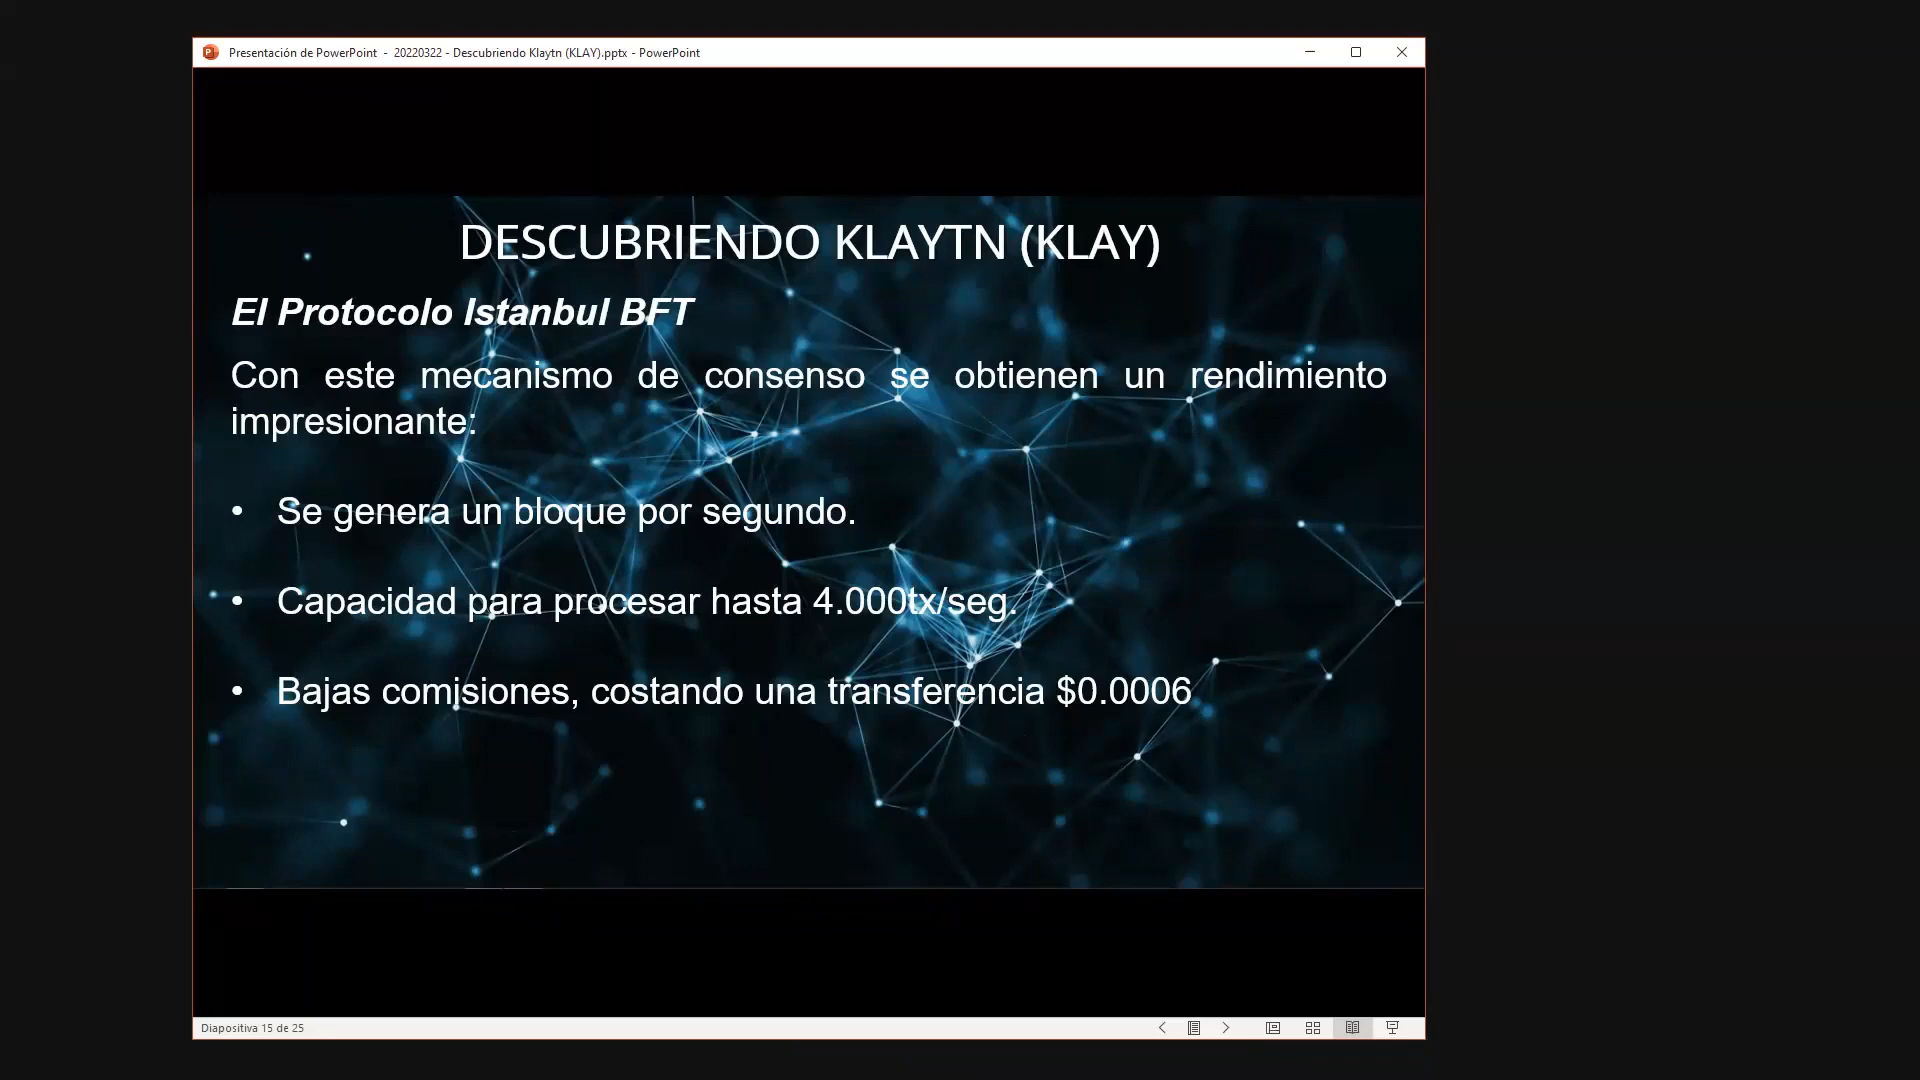 Presentación de PowerPoint - 20220322 - Descubriendo Klaytn (KLAY).pptx - PowerPoint
DESCUBRIENDO KLAYTN (KLAY)
El Protocolo Istanbul BFT
Con este mecanismo de consenso se obtienen un rendimiento
impresionante:
• Se genera un bloque por segundo.
• Capacidad para procesar hasta 4.000tx/seg.
• Bajas comisiones, costando una transferencia $0.0006
Diapositiva 15 de 25